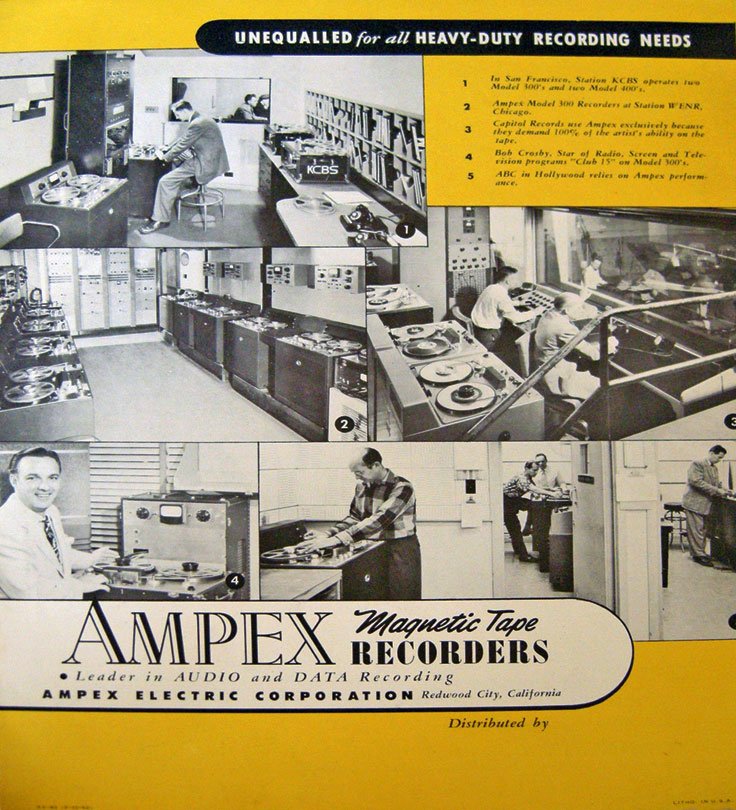 UNEQUALLED for all HEAVY-DUTY RECORDING NEEDS
1 In San Francisco, Station KCBS operates two
Model 300's and two Model 400's.
2 Ampex Model 300 Recorders at Station WENR,
Chicago.
3 Capitol Records use Ampex exclusively because
they demand 100% of the artist's ability on the
tape.
4 Bob Crosby, Star of Radio, Screen and Tele-
vision programs "Club 15" on Model 300's.
5 ABC in Hollywood relies on Ampex perform-
ance.
KCBS
1
2
3
4
AMPEX Magnetic Tape
RECORDERS
• Leader in AUDIO and DATA Recording
AMPEX ELECTRIC CORPORATION Redwood City, California
Distributed by
LITHO. IN U.S.A.